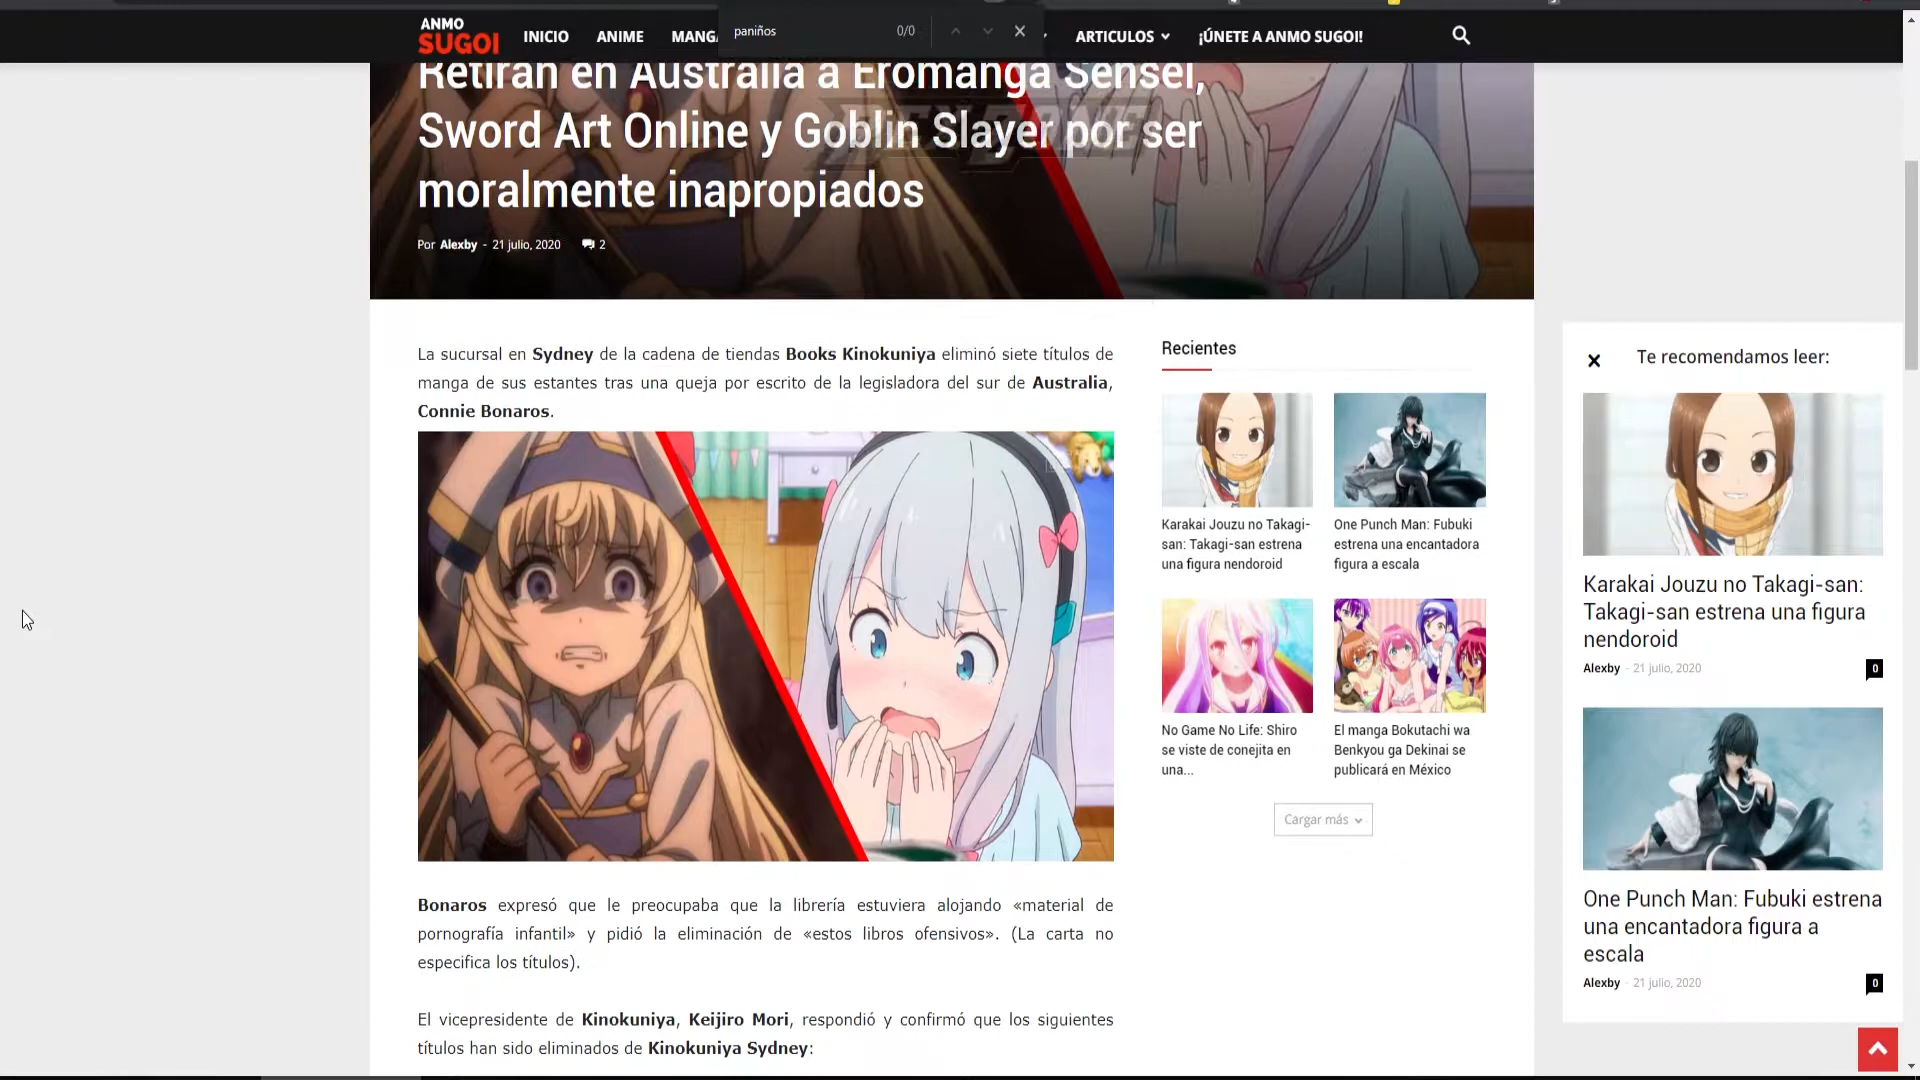 ANMO
SUGOI
INICIO
ANIME
MANGA
paniños
0/0
ARTICULOS
¡ÚNETE A ANMO SUGOI!
Retiran en Australia a Eromanga Sensei,
Sword Art Online y Goblin Slayer por ser
moralmente inapropiados
Por Alexby - 21 julio, 2020 2
La sucursal en Sydney de la cadena de tiendas Books Kinokuniya eliminó siete títulos de
manga de sus estantes tras una queja por escrito de la legisladora del sur de Australia,
Connie Bonaros.
Bonaros expresó que le preocupaba que la librería estuviera alojando «material de
pornografía infantil» y pidió la eliminación de «estos libros ofensivos». (La carta no
especifica los títulos).
El vicepresidente de Kinokuniya, Keijiro Mori, respondió y confirmó que los siguientes
títulos han sido eliminados de Kinokuniya Sydney:
Recientes
Karakai Jouzu no Takagi-
san: Takagi-san estrena
una figura nendoroid
One Punch Man: Fubuki
estrena una encantadora
figura a escala
No Game No Life: Shiro
se viste de conejita en
una...
El manga Bokutachi wa
Benkyou ga Dekinai se
publicará en México
Cargar más
Te recomendamos leer:
Karakai Jouzu no Takagi-san:
Takagi-san estrena una figura
nendoroid
Alexby - 21 julio, 2020 0
One Punch Man: Fubuki estrena
una encantadora figura a
escala
Alexby - 21 julio, 2020 0